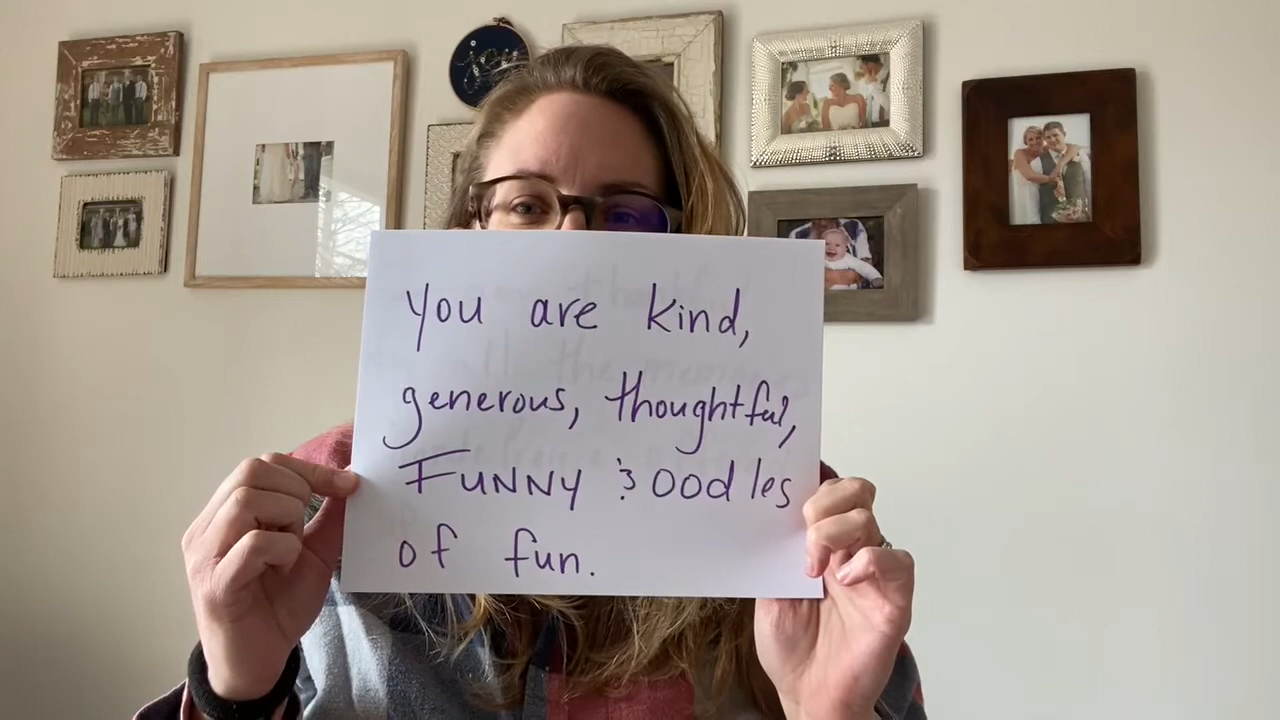 you are kind,
generous, thoughtful,
FUNNY & oodles
of fun.